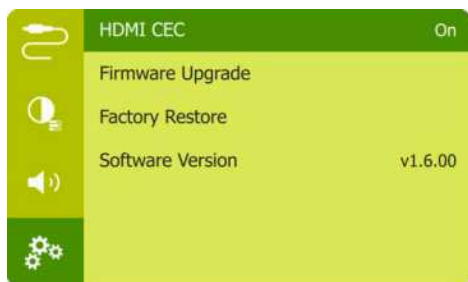 HDMI CEC On
Firmware Upgrade
Factory Restore
Software Version v1.6.00